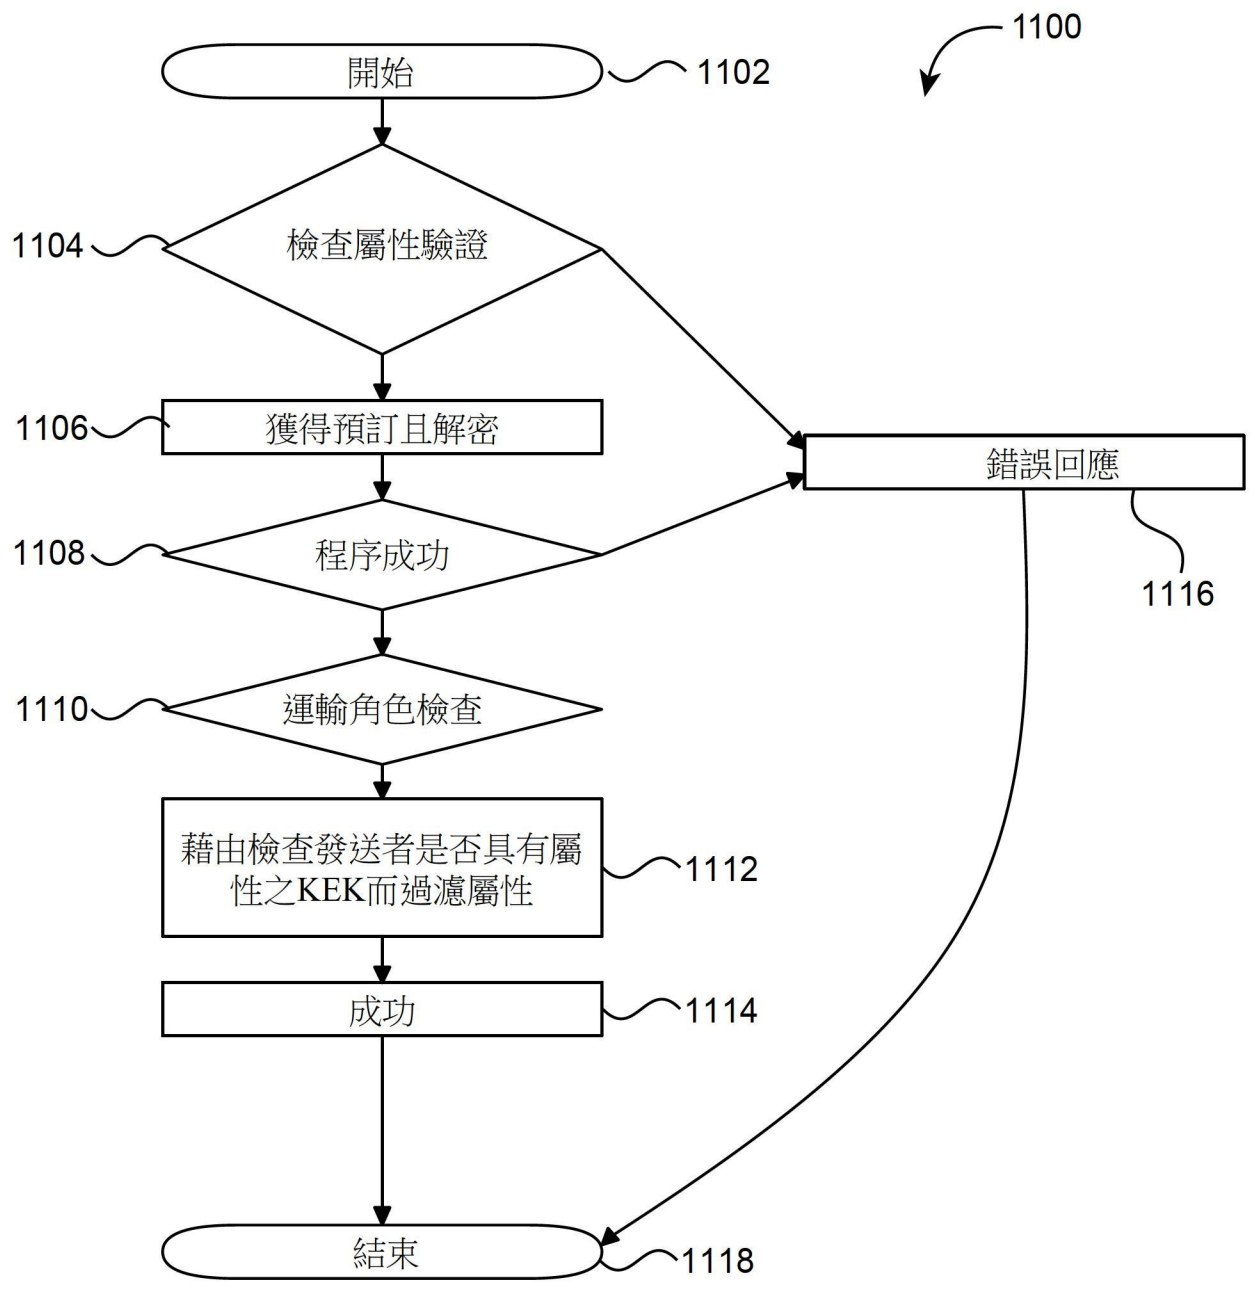 1100
開始
1102
1104
檢查屬性驗證
1106
獲得預訂且解密
錯誤回應
1108
程序成功
1116
1110
運輸角色檢查
藉由檢查發送者是否具有屬
性之KEK而過濾屬性
1112
成功
1114
結束
1118